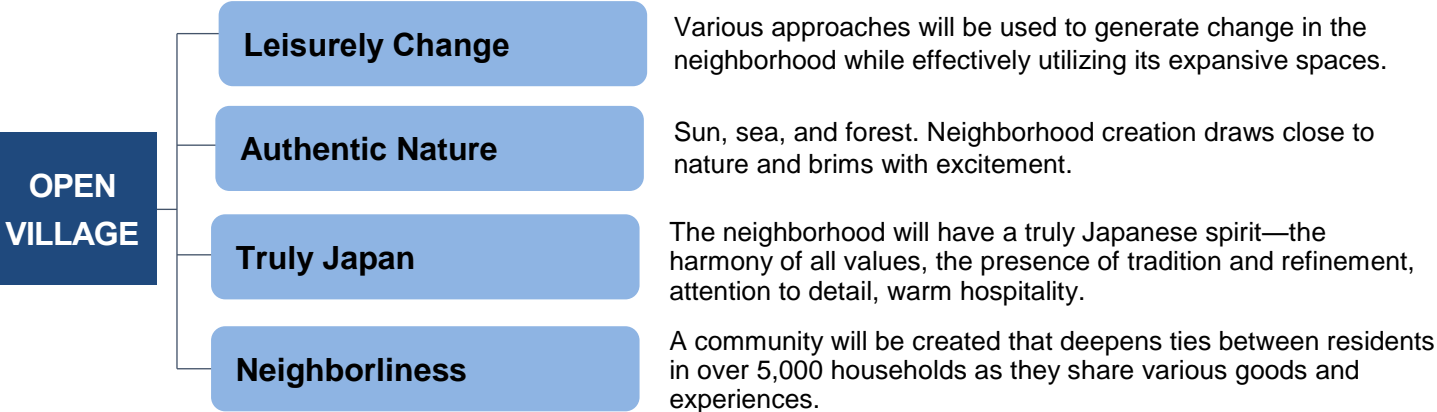 OPEN
VILLAGE
Leisurely Change
Various approaches will be used to generate change in the
neighborhood while effectively utilizing its expansive spaces.
Authentic Nature
Sun, sea, and forest. Neighborhood creation draws close to
nature and brims with excitement.
Truly Japan
The neighborhood will have a truly Japanese spirit—the
harmony of all values, the presence of tradition and refinement,
attention to detail, warm hospitality.
Neighborliness
A community will be created that deepens ties between residents
in over 5,000 households as they share various goods and
experiences.